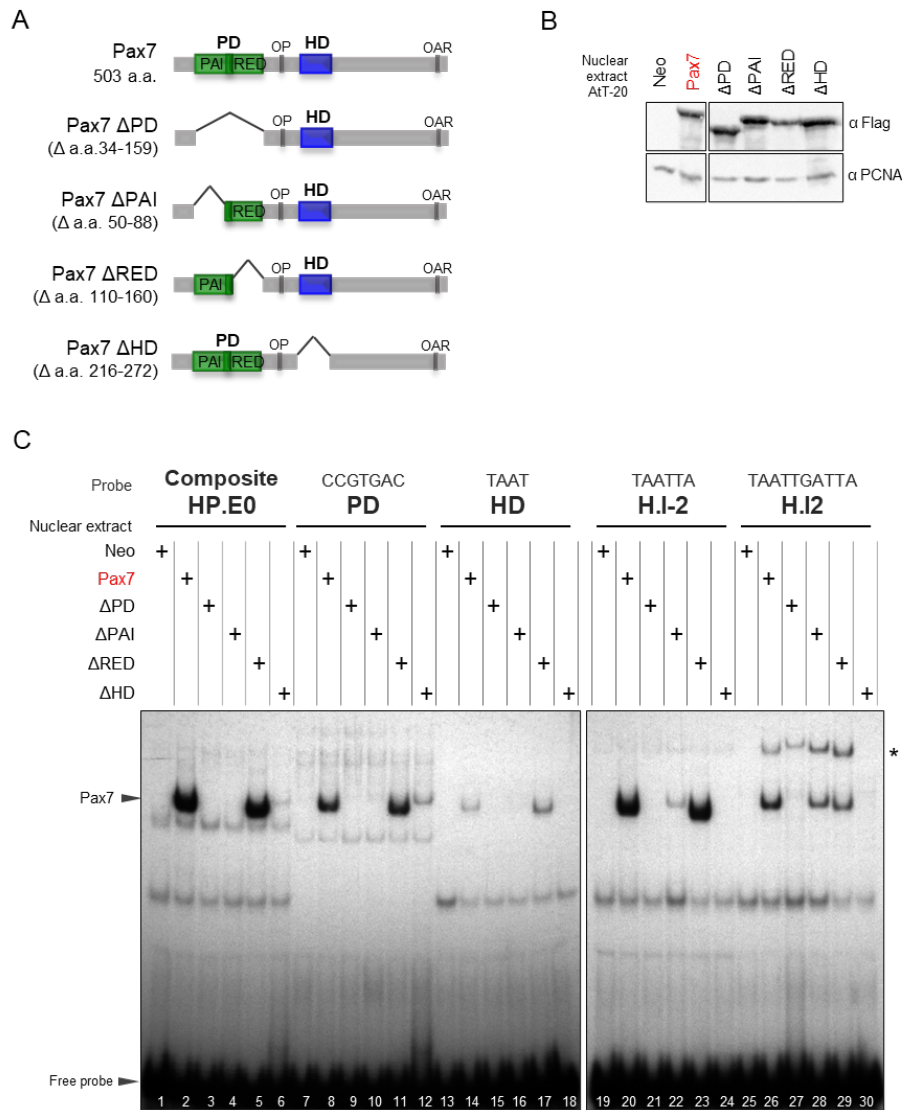 A
Pax7
503 a.a.
PD
PAI RED
OP
HD
OAR
Pax7 ΔPD
(Δ a.a.34-159)
OP
HD
OAR
Pax7 ΔPAI
(Δ a.a. 50-88)
RED
OP
HD
OAR
Pax7 ΔRED
(Δ a.a. 110-160)
PAI
OP
HD
OAR
Pax7 ΔHD
(Δ a.a. 216-272)
PD
PAI RED
OP
OAR
B
Nuclear
extract
AtT-20
Neo Pax7 ΔPD ΔPAI ΔRED ΔHD
α Flag
α PCNA
C
Probe Composite CCGTGAC TAAT TAATTA TAATTGATTA
HP.E0 PD HD H.I-2 H.I2
Nuclear extract
Neo + + + + +
Pax7 + + + + +
ΔPD + + + + +
ΔPAI + + + + +
ΔRED + + + + +
ΔHD + + + + +
*
Pax7
Free probe
1 2 3 4 5 6 7 8 9 10 11 12 13 14 15 16 17 18 19 20 21 22 23 24 25 26 27 28 29 30